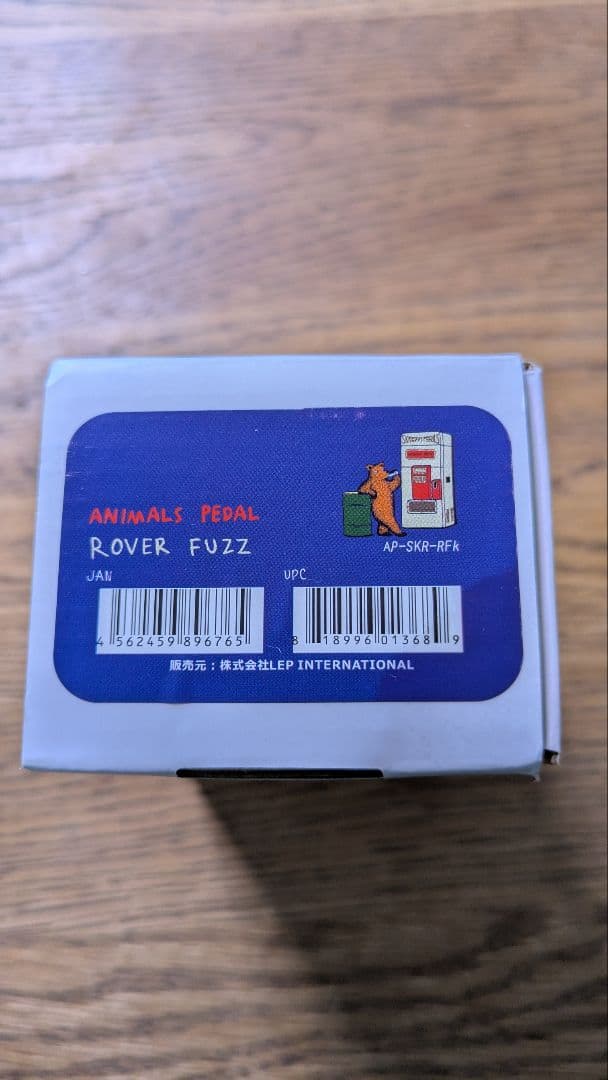 ANIMALS PEDAL
ROVER FUZZ
AP-SKR-RFk
JAN
UPC
4 562459 896765
8 18996 01368 9
販売元：株式会社LEP INTERNATIONAL